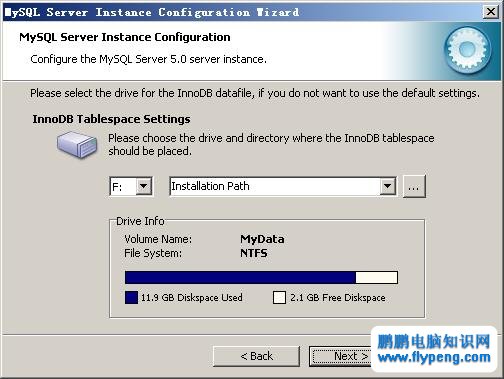 MySQL Server Instance Configuration Wizard
MySQL Server Instance Configuration
Configure the MySQL Server 5.0 server instance.
Please select the drive for the InnoDB datafile, if you do not want to use the default settings.
InnoDB Tablespace Settings
Please choose the drive and directory where the InnoDB tablespace
should be placed.
F: Installation Path ...
Drive Info
Volume Name: MyData
File System: NTFS
11.9 GB Diskspace Used 2.1 GB Free Diskspace
< Back Next >
鹏鹏电脑知识网
www.flypeng.com